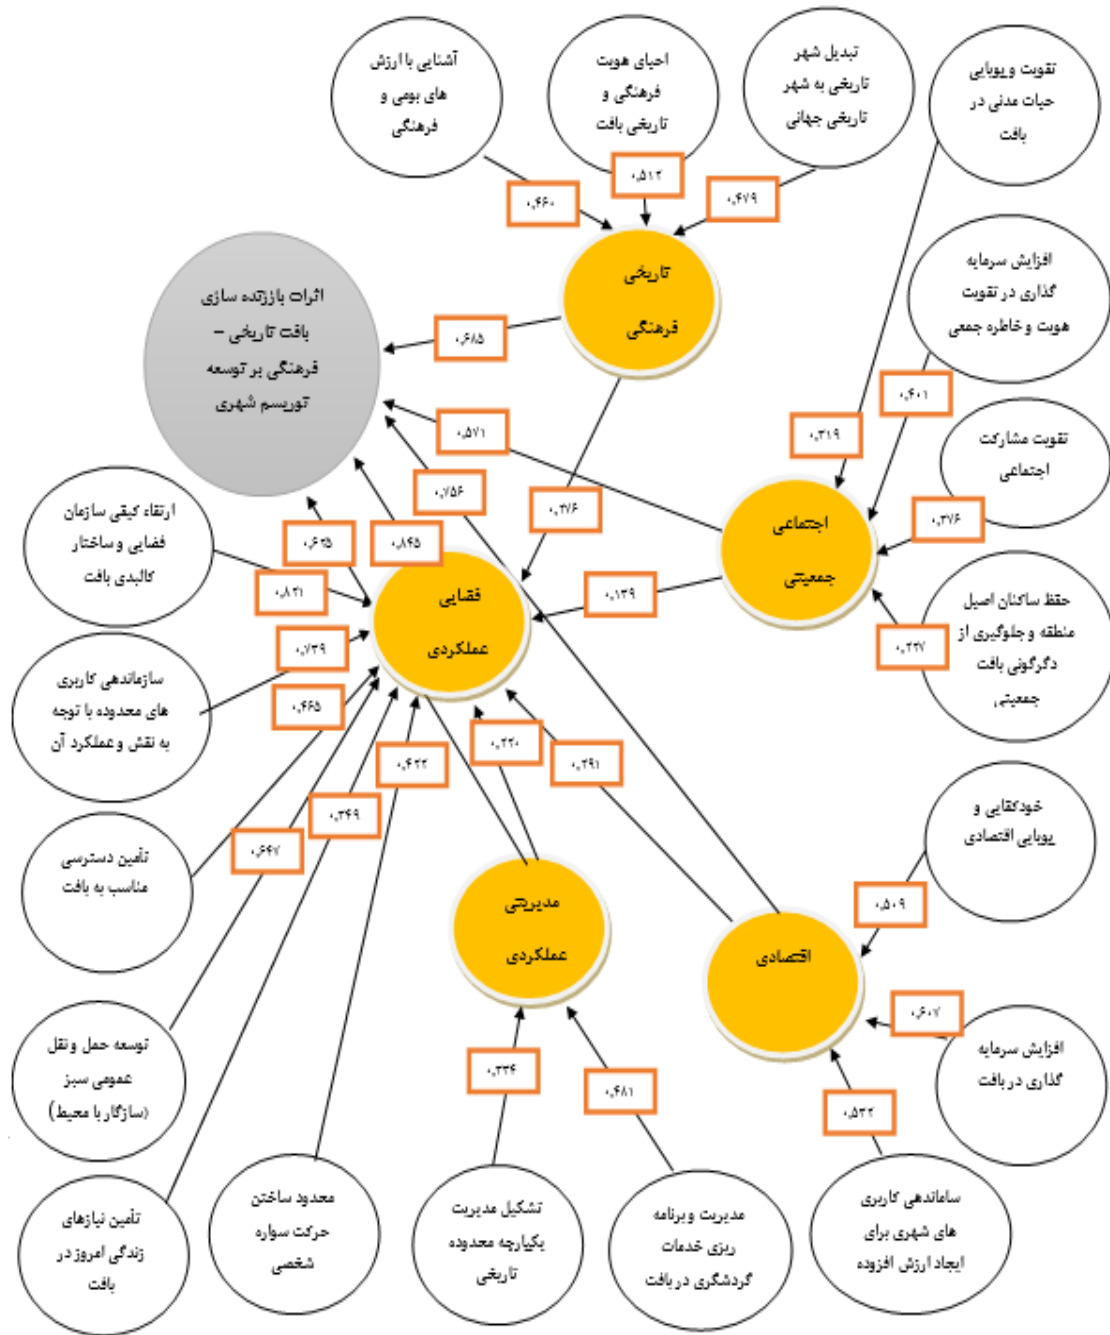 آشنایی با ارزش
های بومی و
فرهنگی
احیای هویت
فرهنگی و
تاریخی بافت
تبدیل شهر
تاریخی به شهر
تاریخی جهانی
تقویت و پویایی
حیات مدنی در
بافت
۰,۴۶۰
۰,۵۱۲
۰,۴۷۹
تاریخی
فرهنگی
افزایش سرمایه
گذاری در تقویت
هویت و خاطره جمعی
اثرات باززنده سازی
بافت تاریخی –
فرهنگی بر توسعه
توریسم شهری
۰,۶۸۵
۰,۴۰۱
۰,۵۷۱
۰,۳۱۹
تقویت مشارکت
اجتماعی
۰,۷۵۶
۰,۲۷۶
۰,۳۷۶
اجتماعی
جمعیتی
ارتقاء کیفی سازمان
فضایی و ساختار
کالبدی بافت
۰,۶۲۵
۰,۸۴۵
۰,۸۲۱
فضایی
عملکردی
۰,۱۳۹
حفظ ساکنان اصیل
منطقه و جلوگیری از
دگرگونی بافت
جمعیتی
۰,۲۲۷
سازماندهی کاربری
های محدوده با توجه
به نقش و عملکرد آن
۰,۷۳۹
۰,۴۶۵
۰,۴۲۲
۰,۲۲۰
۰,۲۹۱
خودکفایی و
پویایی اقتصادی
تأمین دسترسی
مناسب به بافت
۰,۶۴۷
۰,۳۴۹
مدیریتی
عملکردی
اقتصادی
۰,۵۰۹
۰,۶۰۷
توسعه حمل و نقل
عمومی سبز
(سازگار با محیط)
۰,۳۳۴
۰,۴۸۱
۰,۵۳۲
افزایش سرمایه
گذاری در بافت
تأمین نیازهای
زندگی امروز در
بافت
محدود ساختن
حرکت سواره
شخصی
تشکیل مدیریت
یکپارچه محدوده
تاریخی
مدیریت و برنامه
ریزی خدمات
گردشگری در بافت
ساماندهی کاربری
های شهری برای
ایجاد ارزش افزوده